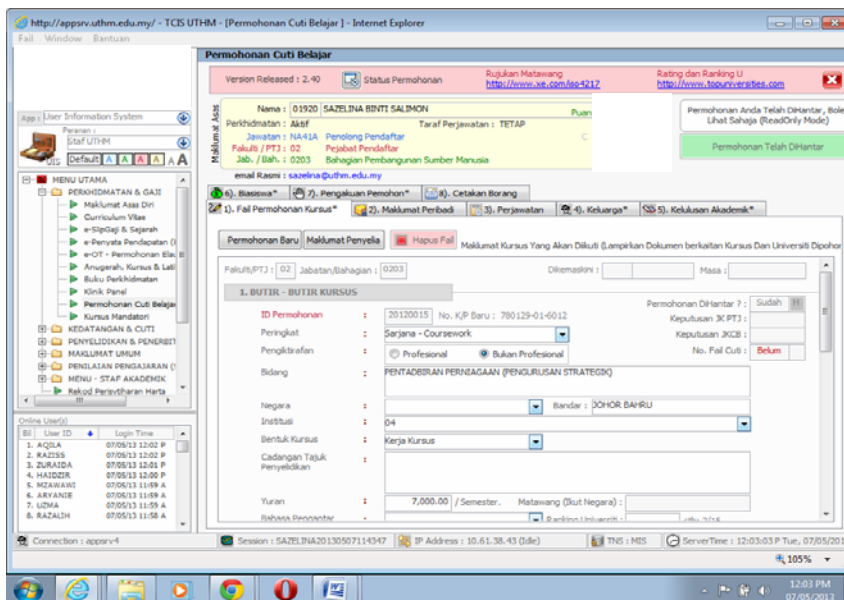 http://appsrv.uthm.edu.my/ - TCIS UTHM - [Permohonan Cuti Belajar ] - Internet Explorer
Fail Window Bantuan
Permohonan Cuti Belajar
Version Released : 2.40
Status Permohonan
Rujukan Matawang
http://www.xe.com/iso4217
Rating dan Ranking U
http://www.topuniversities.com
App : User Information System
Peranan :
Staf UTHM
UIS Default A A A A A A
Maklumat Asas
Nama : 01920 SAZELINA BINTI SALIMON
Puan
Perkhidmatan : Aktif Taraf Perjawatan : TETAP
Jawatan : NA41A Penolong Pendaftar
Fakulti / PTJ : 02 Pejabat Pendaftar
Jab. / Bah. : 0203 Bahagian Pembangunan Sumber Manusia
email Rasmi : sazelina@uthm.edu.my
Permohonan Anda Telah DiHantar, Bole
Lihat Sahaja (ReadOnly Mode)
Permohonan Telah DiHantar
6). Biasiswa* 7). Pengakuan Pemohon* 8). Cetakan Borang
1). Fail Permohonan Kursus* 2). Maklumat Peribadi 3). Perjawatan 4). Keluarga* 5). Kelulusan Akademik*
Permohonan Baru Maklumat Penyelia Hapus Fail Maklumat Kursus Yang Akan Diikuti (Lampirkan Dokumen berkaitan Kursus Dan Universiti Dipohor
MENU UTAMA
PERKHIDMATAN & GAJI
Maklumat Asas Diri
Curriculum Vitae
e-SlipGaji & Sejarah
e-Penyata Pendapatan (I
e-OT - Permohonan Elau
Anugerah, Kursus & Lati
Buku Perkhidmatan
Klinik Panel
Permohonan Cuti Belajar
Kursus Mandatori
KEDATANGAN & CUTI
PENYELIDIKAN & PENERBIT
MAKLUMAT UMUM
PENILAIAN PENGAJARAN (
MENU - STAF AKADEMIK
Rekod Perisytiharan Harta
Fakulti/PTJ : 02 Jabatan/Bahagian : 0203 Dikemaskini : Masa :
1. BUTIR - BUTIR KURSUS
ID Permohonan : 20120015 No. K/P Baru : 780129-01-6012
Peringkat : Sarjana - Coursework
Pengiktirafan : Profesional Bukan Profesional
Bidang : PENTADBIRAN PERNIAGAAN (PENGURUSAN STRATEGIK)
Negara : Bandar : JOHOR BAHRU
Institusi : 04
Bentuk Kursus : Kerja Kursus
Cadangan Tajuk
Penyelidikan :
Yuran : 7,000.00 / Semester. Matawang (Ikut Negara) :
Bahasa Pengantar : Ranking Universiti :
Permohonan DiHantar ? : Sudah H
Keputusan JK PTJ :
Keputusan JKCB :
No. Fail Cuti : Belum
Online User(s)
Bil User ID Login Time
1. AQILA 07/05/13 12:02 P
2. RAZISS 07/05/13 12:02 P
3. ZURAIDA 07/05/13 12:01 P
4. HAIDZIR 07/05/13 12:00 P
5. MZAWAWI 07/05/13 11:59 A
6. ARYANIE 07/05/13 11:59 A
7. UZMA 07/05/13 11:59 A
8. RAZALIH 07/05/13 11:58 A
Connection : appsrv4
Session : SAZELINA20130507114347
IP Address : 10.61.38.43 (Idle)
TNS : MIS
ServerTime : 12:03:03 P Tue, 07/05/201
105%
12:03 PM
07/05/2013